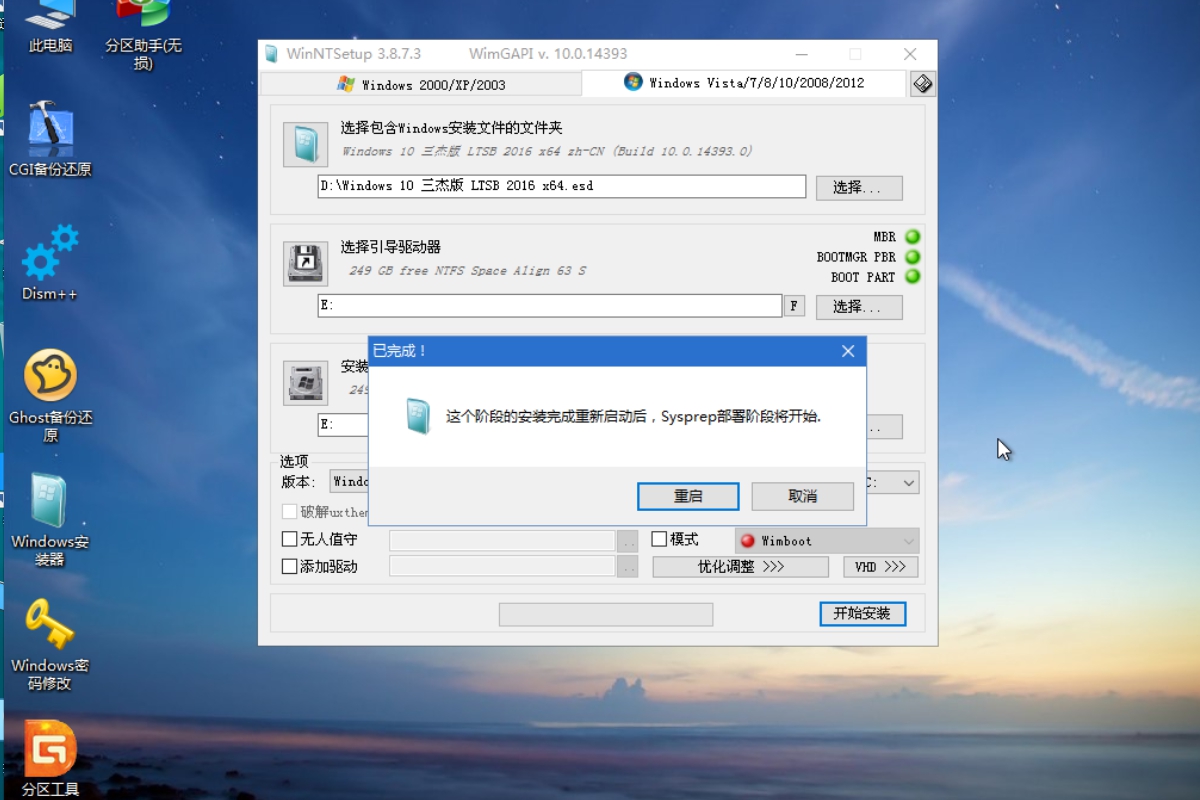 此电脑
分区助手(无
损)
CGI备份还原
Dism++
Ghost备份还
原
Windows安
装器
Windows密
码修改
分区工具
WinNTSetup 3.8.7.3
WimGAPI v. 10.0.14393
Windows 2000/XP/2003
Windows Vista/7/8/10/2008/2012
选择包含Windows安装文件的文件夹
Windows 10 三杰版 LTSB 2016 x64 zh-CN (Build 10.0.14393.0)
D:\Windows 10 三杰版 LTSB 2016 x64.esd
选择...
选择引导驱动器
249 GB free NTFS Space Align 63 S
MBR
BOOTMGR PBR
BOOT PART
E:
F
选择...
安装
249
E:
已完成！
这个阶段的安装完成重新启动后，Sysprep部署阶段将开始.
重启
取消
选项
版本:
Windo
C:
破解uxthem
无人值守
..
模式
Wimboot
添加驱动
..
优化调整 >>>
VHD >>>
开始安装